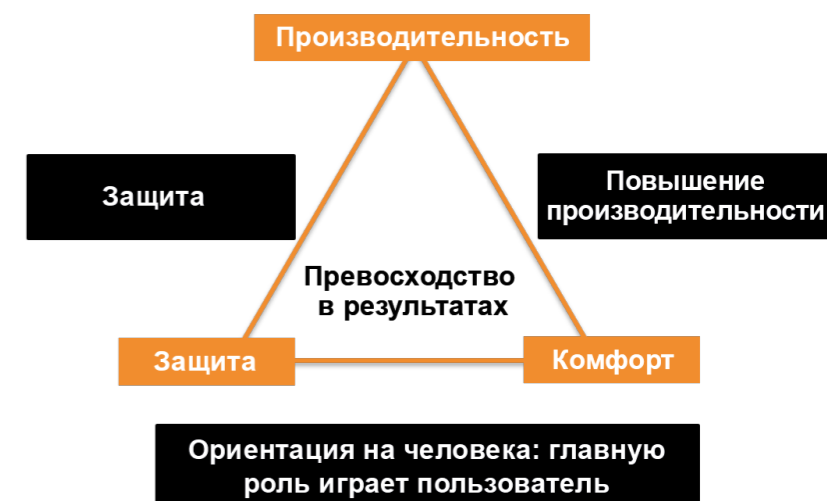 Производительность
Защита
Повышение
производительности
Превосходство
в результатах
Защита
Комфорт
Ориентация на человека: главную
роль играет пользователь